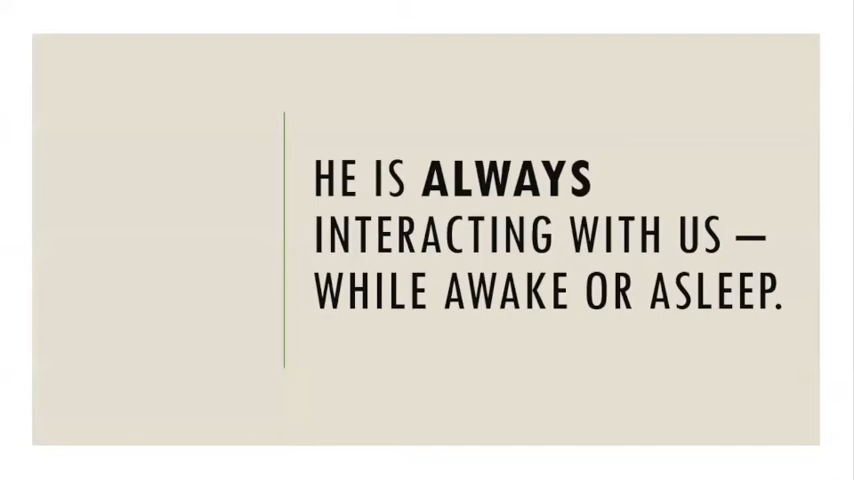 HE IS ALWAYS
INTERACTING WITH US –
WHILE AWAKE OR ASLEEP.